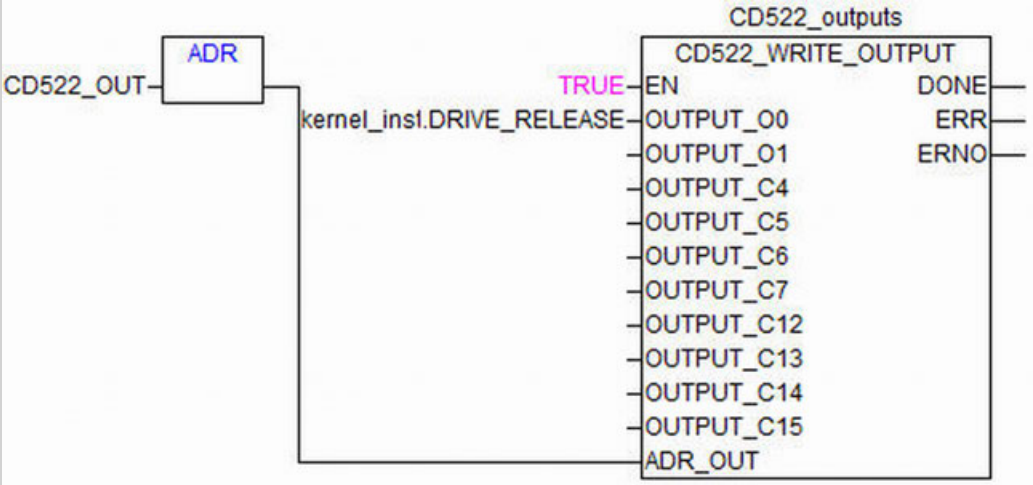 CD522_outputs
ADR
CD522_WRITE_OUTPUT
CD522_OUT
TRUE
EN
DONE
kernel_inst.DRIVE_RELEASE
OUTPUT_O0
ERR
OUTPUT_O1
ERNO
OUTPUT_C4
OUTPUT_C5
OUTPUT_C6
OUTPUT_C7
OUTPUT_C12
OUTPUT_C13
OUTPUT_C14
OUTPUT_C15
ADR_OUT